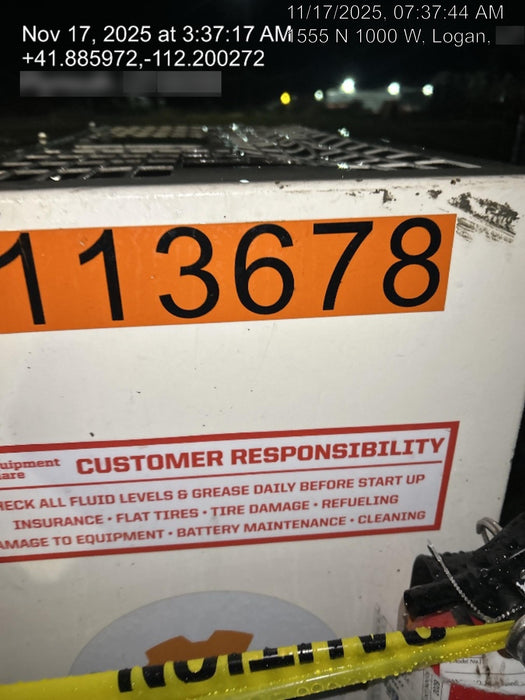 11/17/2025, 07:37:44 AM
Nov 17, 2025 at 3:37:17 AM
1555 N 1000 W, Logan,
+41.885972,-112.200272
113678
uipment
are
CUSTOMER RESPONSIBILITY
HECK ALL FLUID LEVELS & GREASE DAILY BEFORE START UP
INSURANCE • FLAT TIRES • TIRE DAMAGE • REFUELING
AMAGE TO EQUIPMENT • BATTERY MAINTENANCE • CLEANING
CAUTION